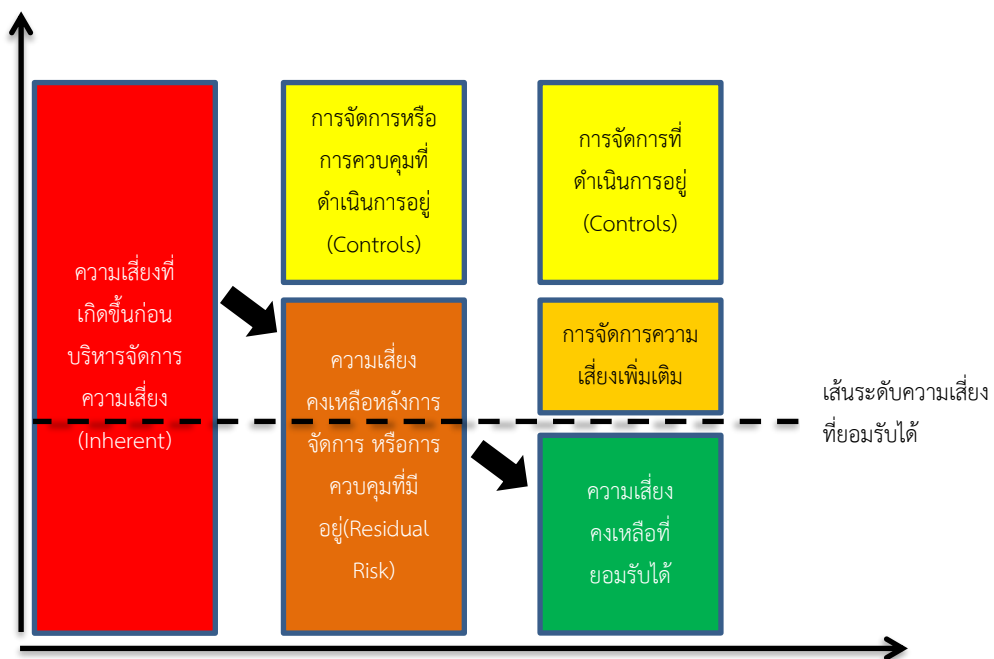 ความเสี่ยงที่
เกิดขึ้นก่อน
บริหารจัดการ
ความเสี่ยง
(Inherent)
การจัดการหรือ
การควบคุมที่
ดำเนินการอยู่
(Controls)
ความเสี่ยง
คงเหลือหลังการ
จัดการ หรือการ
ควบคุมที่มี
อยู่(Residual
Risk)
การจัดการที่
ดำเนินการอยู่
(Controls)
การจัดการความ
เสี่ยงเพิ่มเติม
ความเสี่ยง
คงเหลือที่
ยอมรับได้
เส้นระดับความเสี่ยง
ที่ยอมรับได้